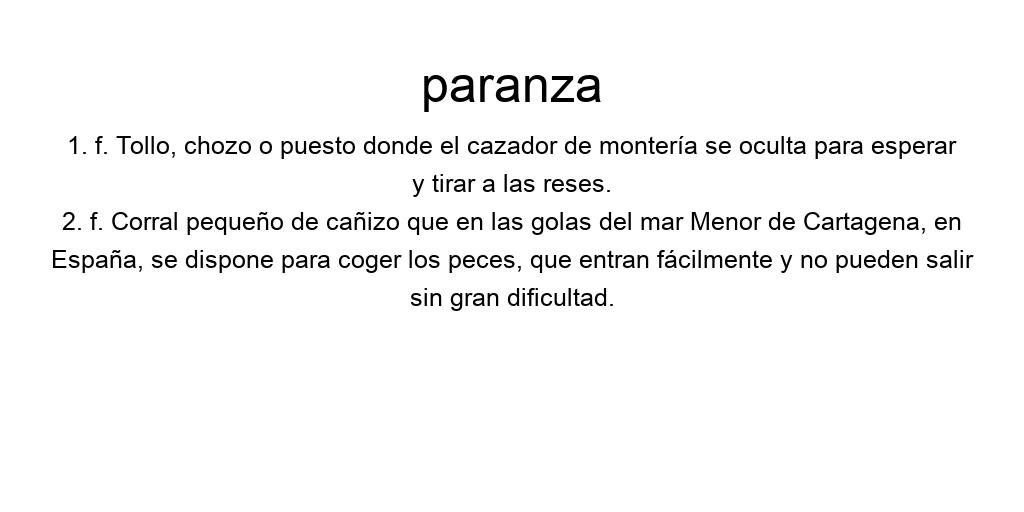 paranza
1. f. Tollo, chozo o puesto donde el cazador de montería se oculta para esperar
y tirar a las reses.
2. f. Corral pequeño de cañizo que en las golas del mar Menor de Cartagena, en
España, se dispone para coger los peces, que entran fácilmente y no pueden salir
sin gran dificultad.